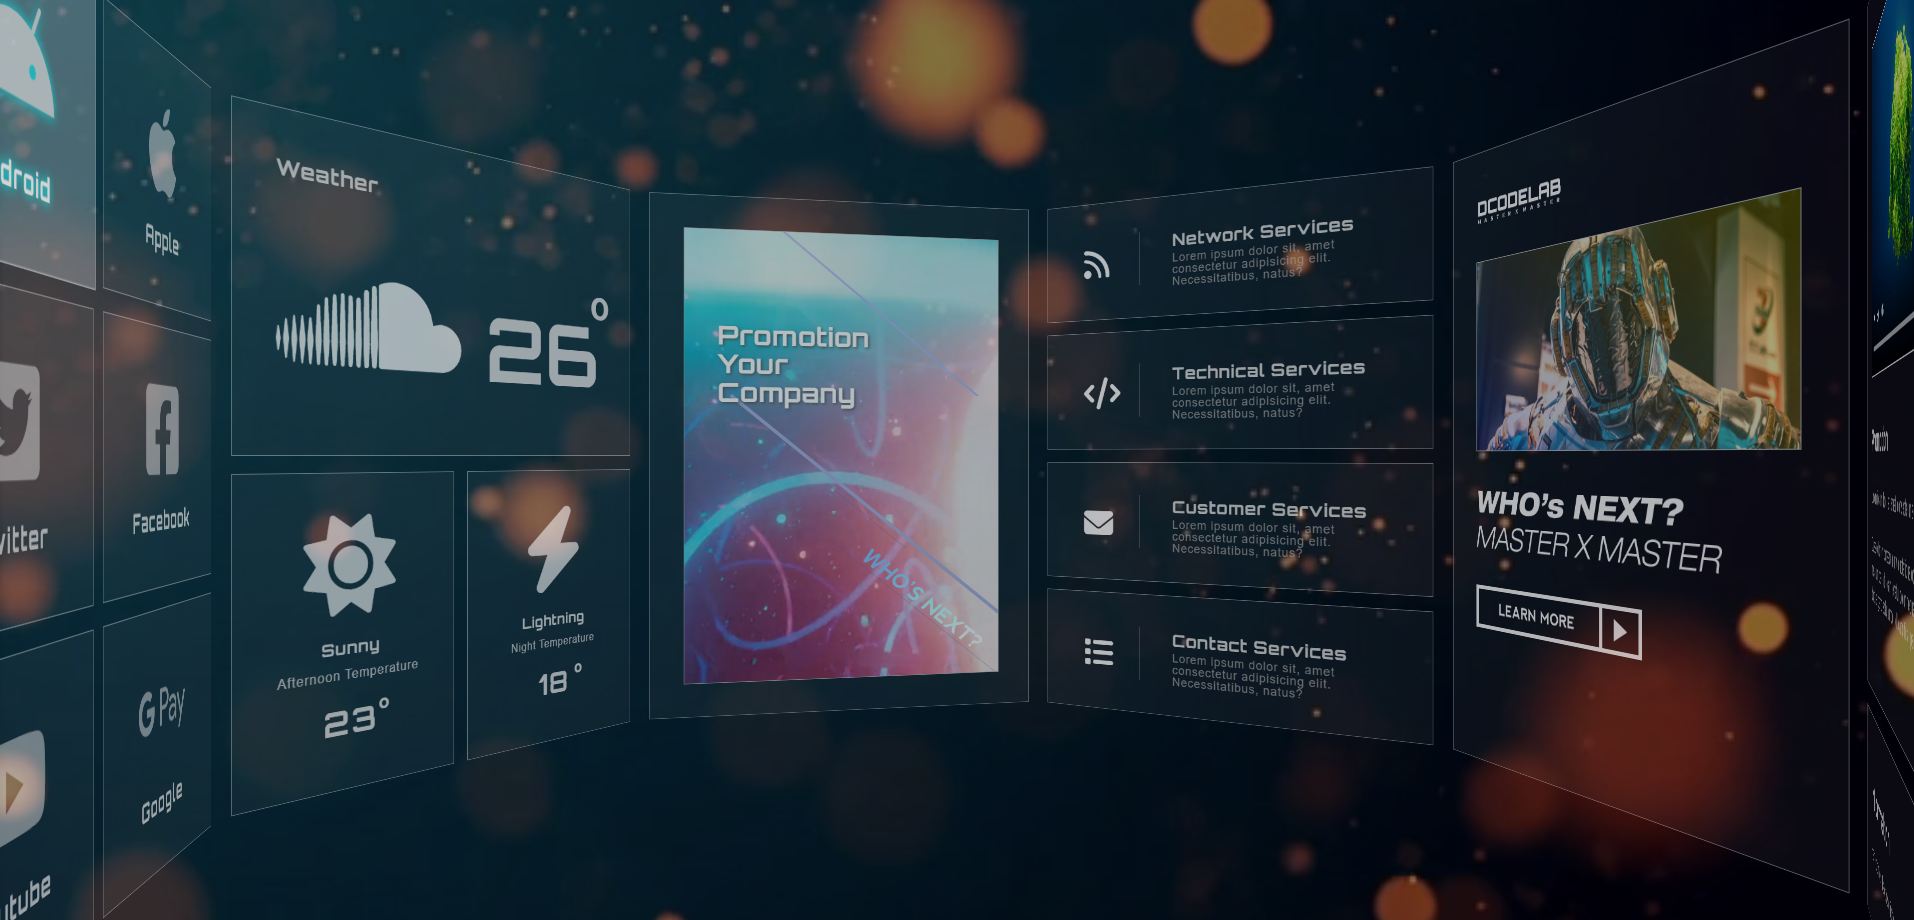 droid
Apple
itter
Facebook
G Pay
Google
utube
Weather
26°
Sunny
Afternoon Temperature
23°
Lightning
Night Temperature
18°
Promotion
Your
Company
WHO'S NEXT?
Network Services
Lorem ipsum dolor sit, amet
consectetur adipisicing elit.
Necessitatibus, natus?
Technical Services
Lorem ipsum dolor sit, amet
consectetur adipisicing elit.
Necessitatibus, natus?
Customer Services
Lorem ipsum dolor sit, amet
consectetur adipisicing elit.
Necessitatibus, natus?
Contact Services
Lorem ipsum dolor sit, amet
consectetur adipisicing elit.
Necessitatibus, natus?
DCODELAB
MASTER X MASTER
WHO's NEXT?
MASTER X MASTER
LEARN MORE